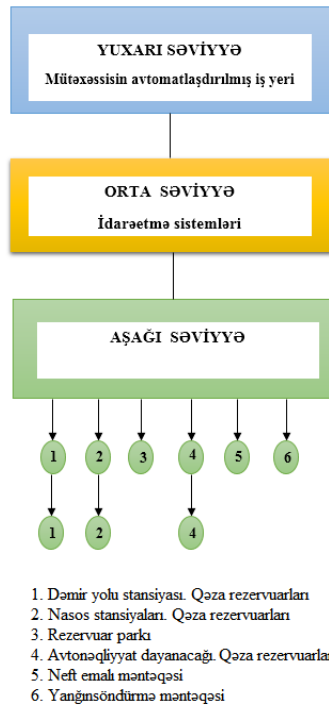 YUXARI SƏVİYYƏ
Mütəxəssisin avtomatlaşdırılmış iş yeri
ORTA SƏVİYYƏ
İdarəetmə sistemləri
AŞAĞI SƏVİYYƏ
1 2 3 4 5 6
1 2 4
1. Dəmir yolu stansiyası. Qəza rezervuarları
2. Nasos stansiyaları. Qəza rezervuarları
3. Rezervuar parkı
4. Avtonəqliyyat dayanacağı. Qəza rezervuarla
5. Neft emalı məntəqəsi
6. Yanğınsöndürmə məntəqəsi